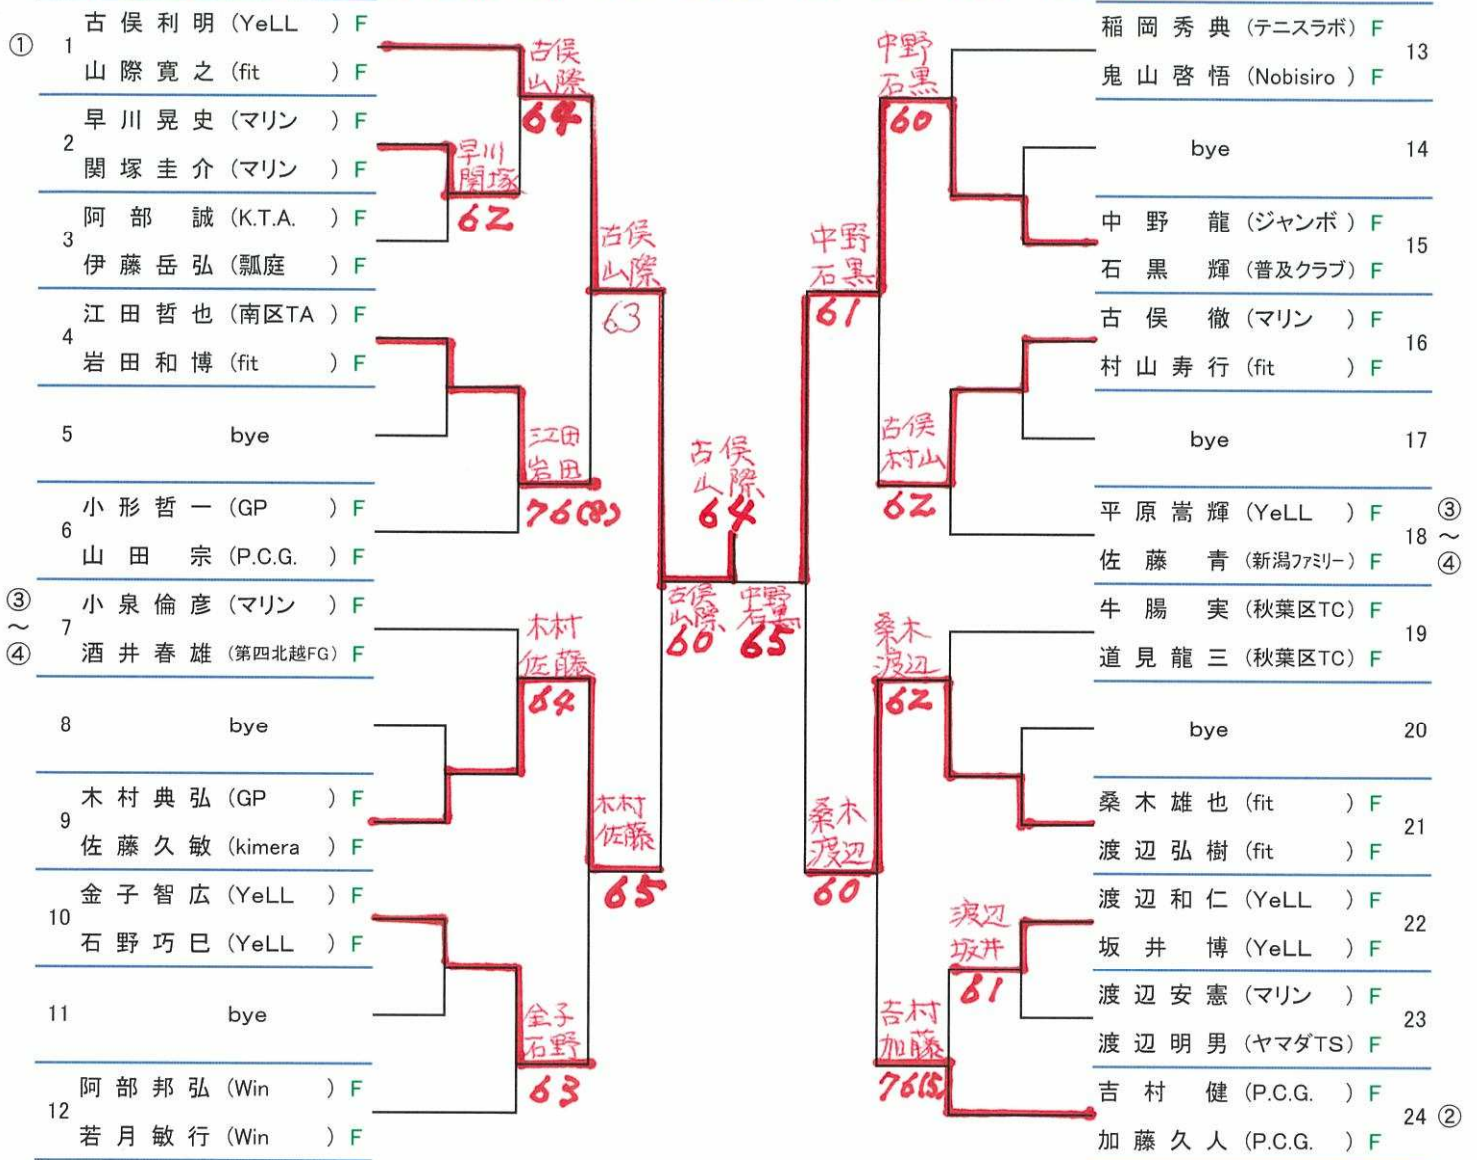 ① 1 古俣利明 (YeLL ) F
山際寛之 (fit ) F
2 早川晃史 (マリン ) F
関塚圭介 (マリン ) F
3 阿部 誠 (K.T.A. ) F
伊藤岳弘 (瓢庭 ) F
4 江田哲也 (南区TA ) F
岩田和博 (fit ) F
5 bye
6 小形哲一 (GP ) F
山田 宗 (P.C.G. ) F
③～④ 7 小泉倫彦 (マリン ) F
酒井春雄 (第四北越FG) F
8 bye
9 木村典弘 (GP ) F
佐藤久敏 (kimera ) F
10 金子智広 (YeLL ) F
石野巧巳 (YeLL ) F
11 bye
12 阿部邦弘 (Win ) F
若月敏行 (Win ) F
早川
関塚
62
古俣
山際
64
江田
岩田
76(8)
木村
佐藤
64
金子
石野
63
古俣
山際
63
木村
佐藤
65
古俣
山際
60
古俣
山際
64
中野
石黒
65
中野
石黒
61
桑木
渡辺
60
中野
石黒
60
古俣
村山
62
桑木
渡辺
62
吉村
加藤
76(5)
渡辺
坂井
61
稲岡秀典 (テニスラボ) F 13
鬼山啓悟 (Nobisiro ) F
bye 14
中野 龍 (ジャンボ ) F 15
石黒 輝 (普及クラブ) F
古俣 徹 (マリン ) F 16
村山寿行 (fit ) F
bye 17
平原嵩輝 (YeLL ) F 18 ③～④
佐藤 青 (新潟ファミリー) F
牛腸 実 (秋葉区TC) F 19
道見龍三 (秋葉区TC) F
bye 20
桑木雄也 (fit ) F 21
渡辺弘樹 (fit ) F
渡辺和仁 (YeLL ) F 22
坂井 博 (YeLL ) F
渡辺安憲 (マリン ) F 23
渡辺明男 (ヤマダTS) F
吉村 健 (P.C.G. ) F 24 ②
加藤久人 (P.C.G. ) F